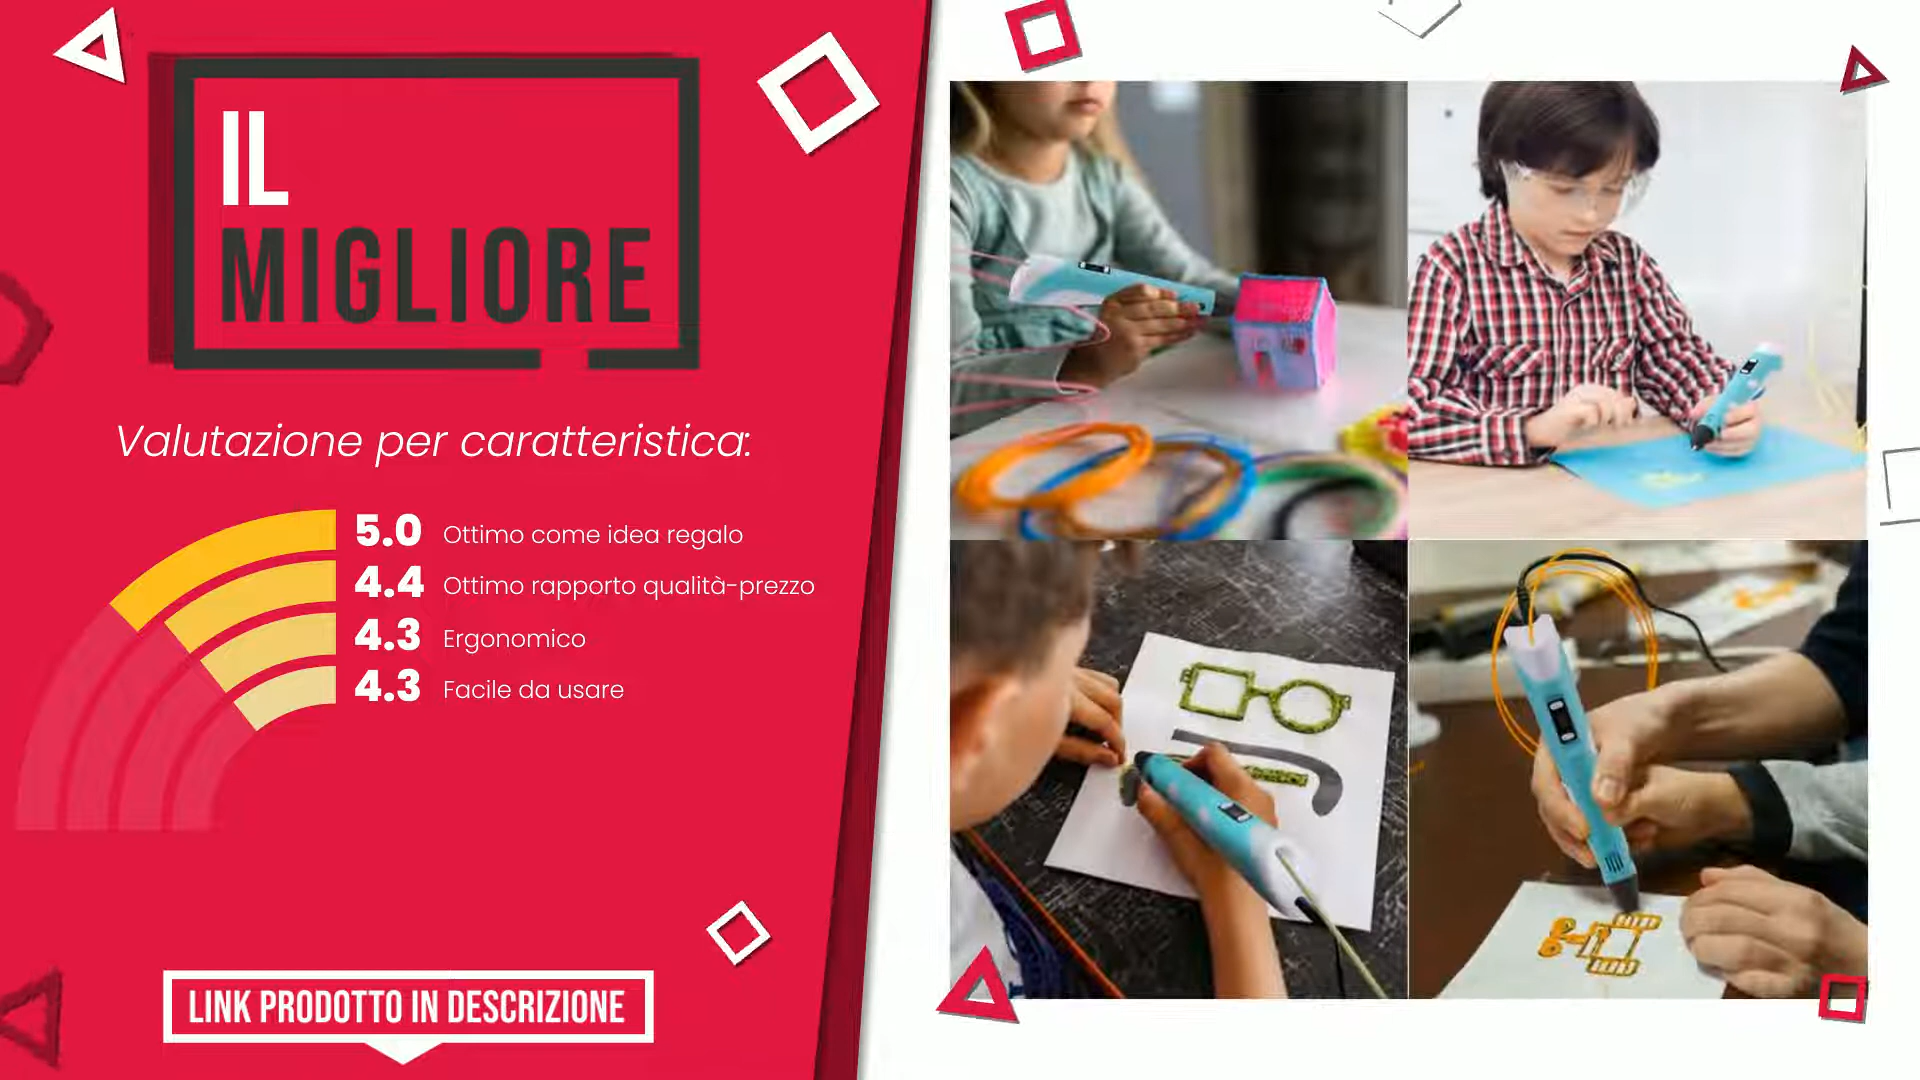 IL
MIGLIORE
Valutazione per caratteristica:
5.0 Ottimo come idea regalo
4.4 Ottimo rapporto qualità-prezzo
4.3 Ergonomico
4.3 Facile da usare
LINK PRODOTTO IN DESCRIZIONE